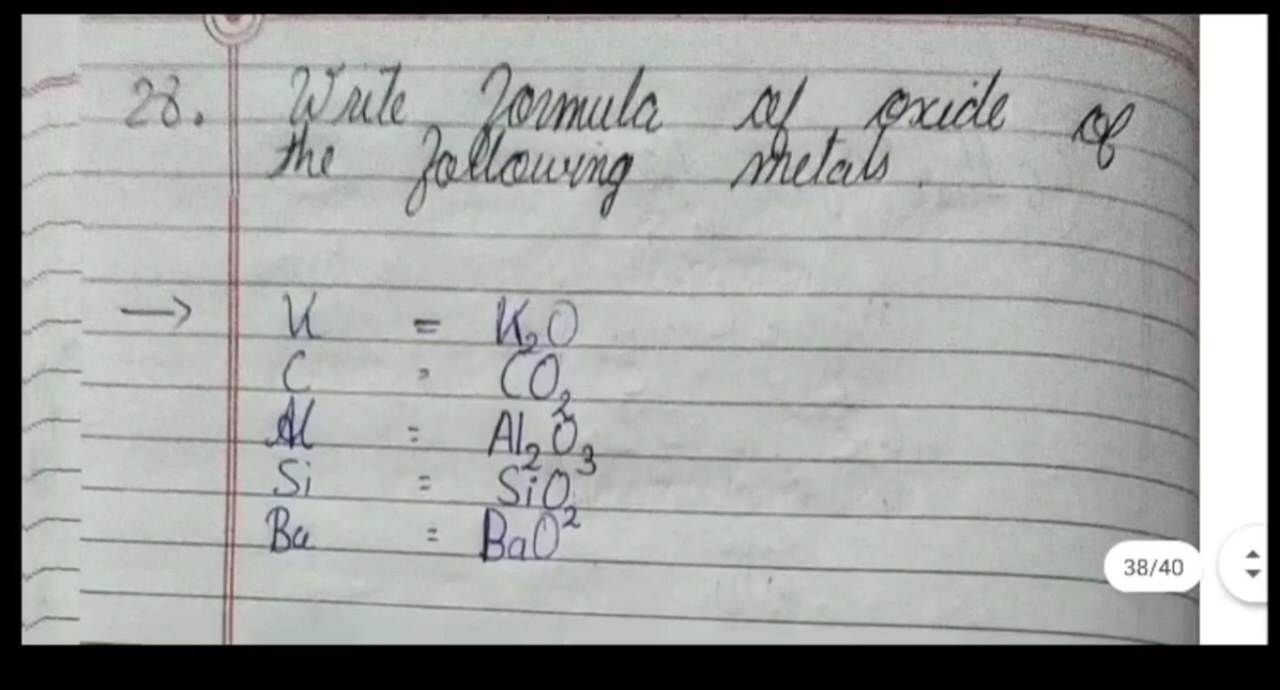 28. Write formula of oxide of
the following metals.
→ K = K₂O
C = CO₂
Al = Al₂O₃
Si = SiO₂
Ba = BaO
38/40